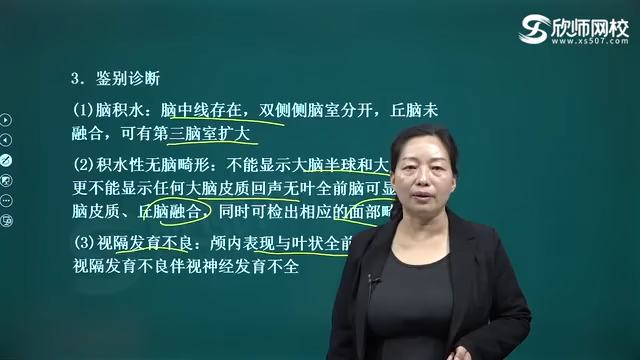 欣师网校
www.xs507.com
3. 鉴别诊断
(1)脑积水：脑中线存在，双侧侧脑室分开，丘脑未
融合，可有第三脑室扩大
(2)积水性无脑畸形：不能显示大脑半球和大
更不能显示任何大脑皮质回声无叶全前脑可显
脑皮质、丘脑融合，同时可检出相应的面部
(3)视隔发育不良：颅内表现与叶状全前
视隔发育不良伴视神经发育不全